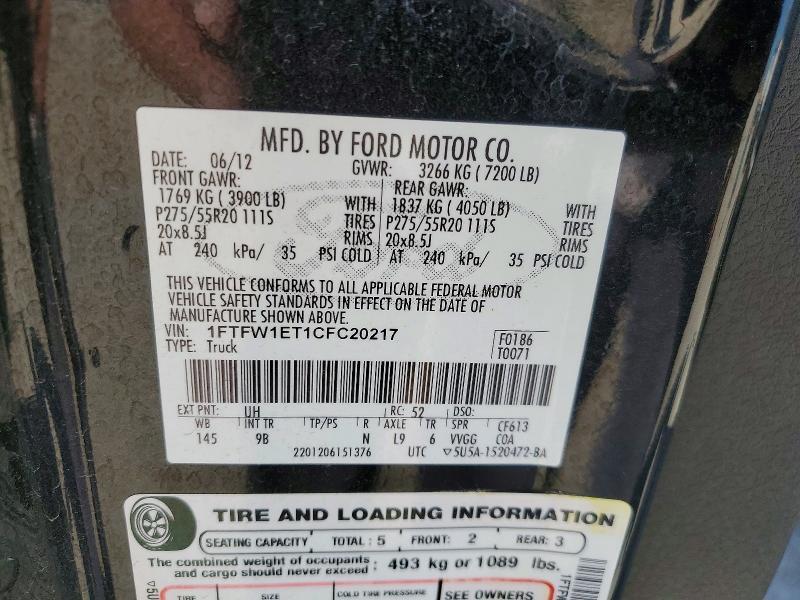 MFD. BY FORD MOTOR CO.
DATE: 06/12 GVWR: 3266 KG ( 7200 LB)
FRONT GAWR: REAR GAWR:
1769 KG ( 3900 LB) WITH 1837 KG ( 4050 LB) WITH
P275/55R20 111S TIRES P275/55R20 111S TIRES
20x8.5J RIMS 20x8.5J RIMS
AT 240 kPa/ 35 PSI COLD AT 240 kPa/ 35 PSI COLD
THIS VEHICLE CONFORMS TO ALL APPLICABLE FEDERAL MOTOR
VEHICLE SAFETY STANDARDS IN EFFECT ON THE DATE OF
MANUFACTURE SHOWN ABOVE.
VIN: 1FTFW1ET1CFC20217 F0186
TYPE: Truck T0071
EXT PNT: UH RC: 52 DSO:
WB INT TR TP/PS R AXLE TR SPR CF613
145 9B N L9 6 VVGG COA
2201206151376 UTC ▽5U5A-1520472-BA
TIRE AND LOADING INFORMATION
SEATING CAPACITY TOTAL : 5 FRONT: 2 REAR: 3
The combined weight of occupants
and cargo should never exceed : 493 kg or 1089 lbs.
TIRE SIZE COLD TIRE PRESSURE SEE OWNERS